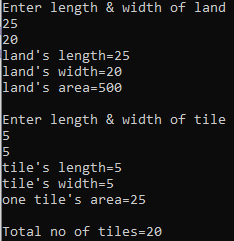 Enter length & width of land
25
20
land's length=25
land's width=20
land's area=500
Enter length & width of tile
5
5
tile's length=5
tile's width=5
one tile's area=25
Total no of tiles=20